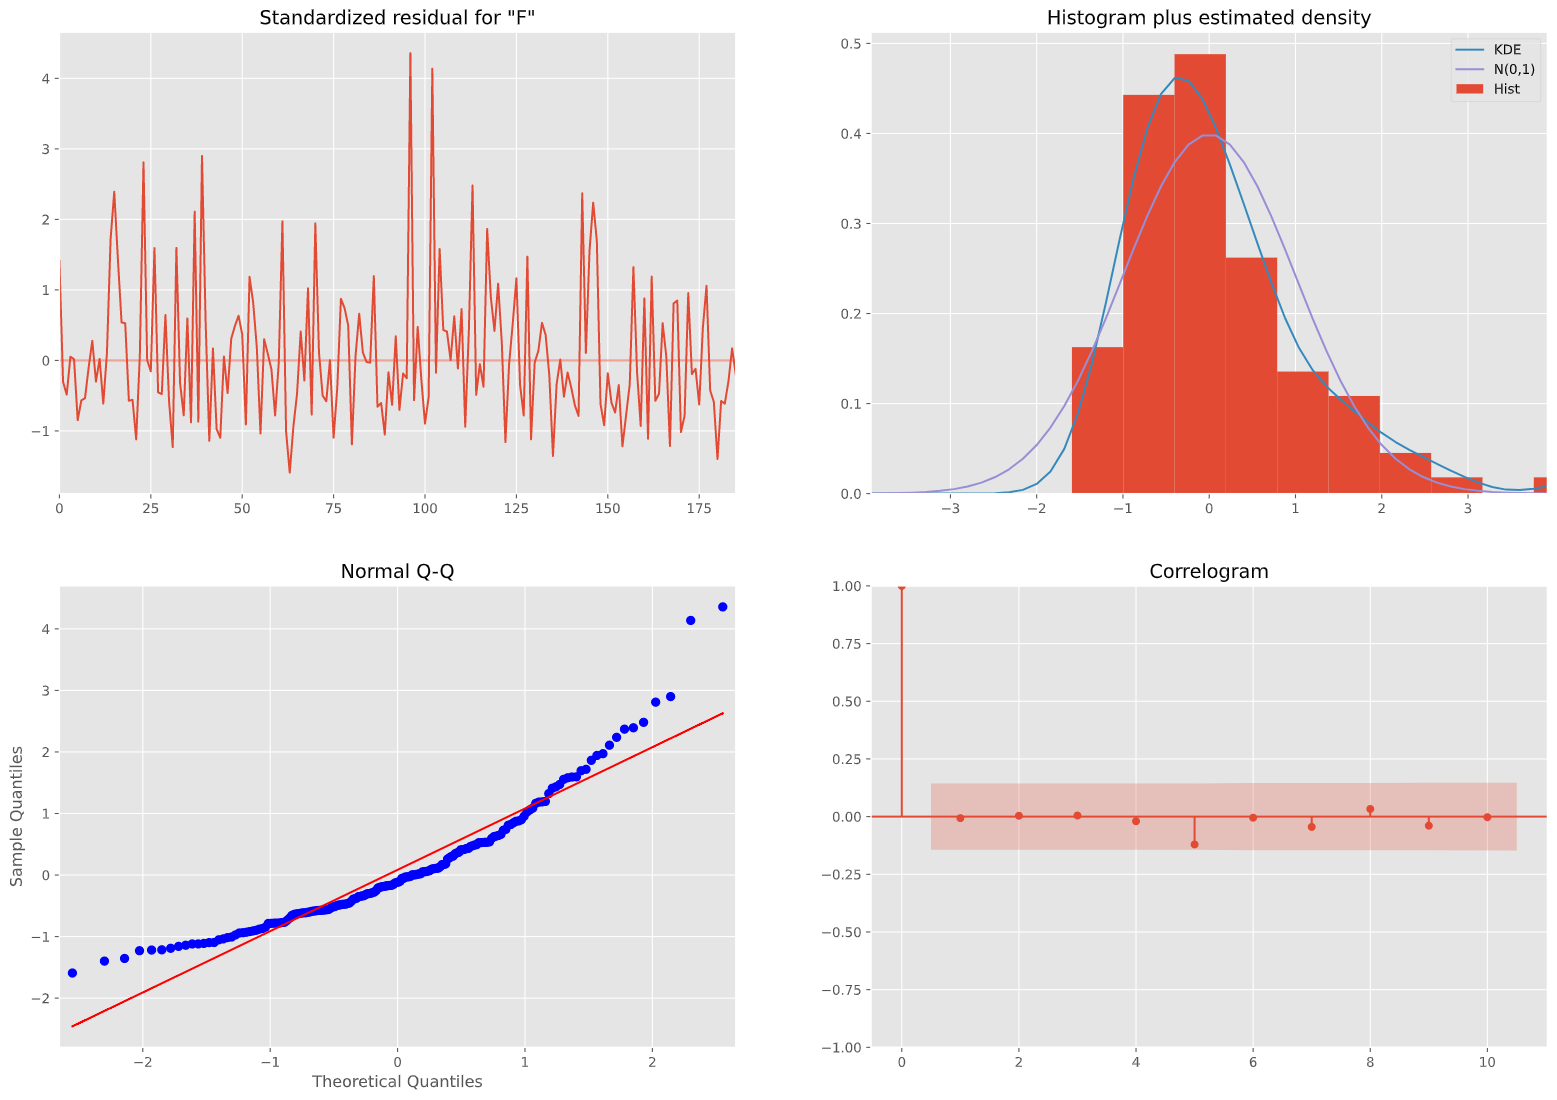 Standardized residual for "F"
4
3
2
1
0
−1
0 25 50 75 100 125 150 175
Histogram plus estimated density
0.5
0.4
0.3
0.2
0.1
0.0
−3 −2 −1 0 1 2 3
KDE
N(0,1)
Hist
Normal Q-Q
Sample Quantiles
4
3
2
1
0
−1
−2
−2 −1 0 1 2
Theoretical Quantiles
Correlogram
1.00
0.75
0.50
0.25
0.00
−0.25
−0.50
−0.75
−1.00
0 2 4 6 8 10